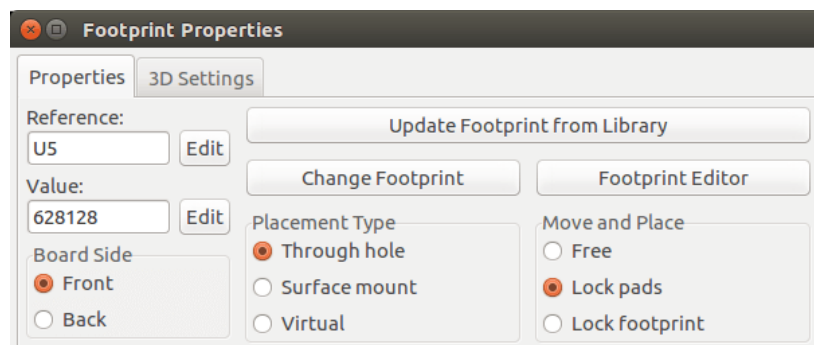 Footprint Properties
Properties
3D Settings
Reference:
U5
Edit
Value:
628128
Edit
Board Side
Front
Back
Update Footprint from Library
Change Footprint
Footprint Editor
Placement Type
Through hole
Surface mount
Virtual
Move and Place
Free
Lock pads
Lock footprint